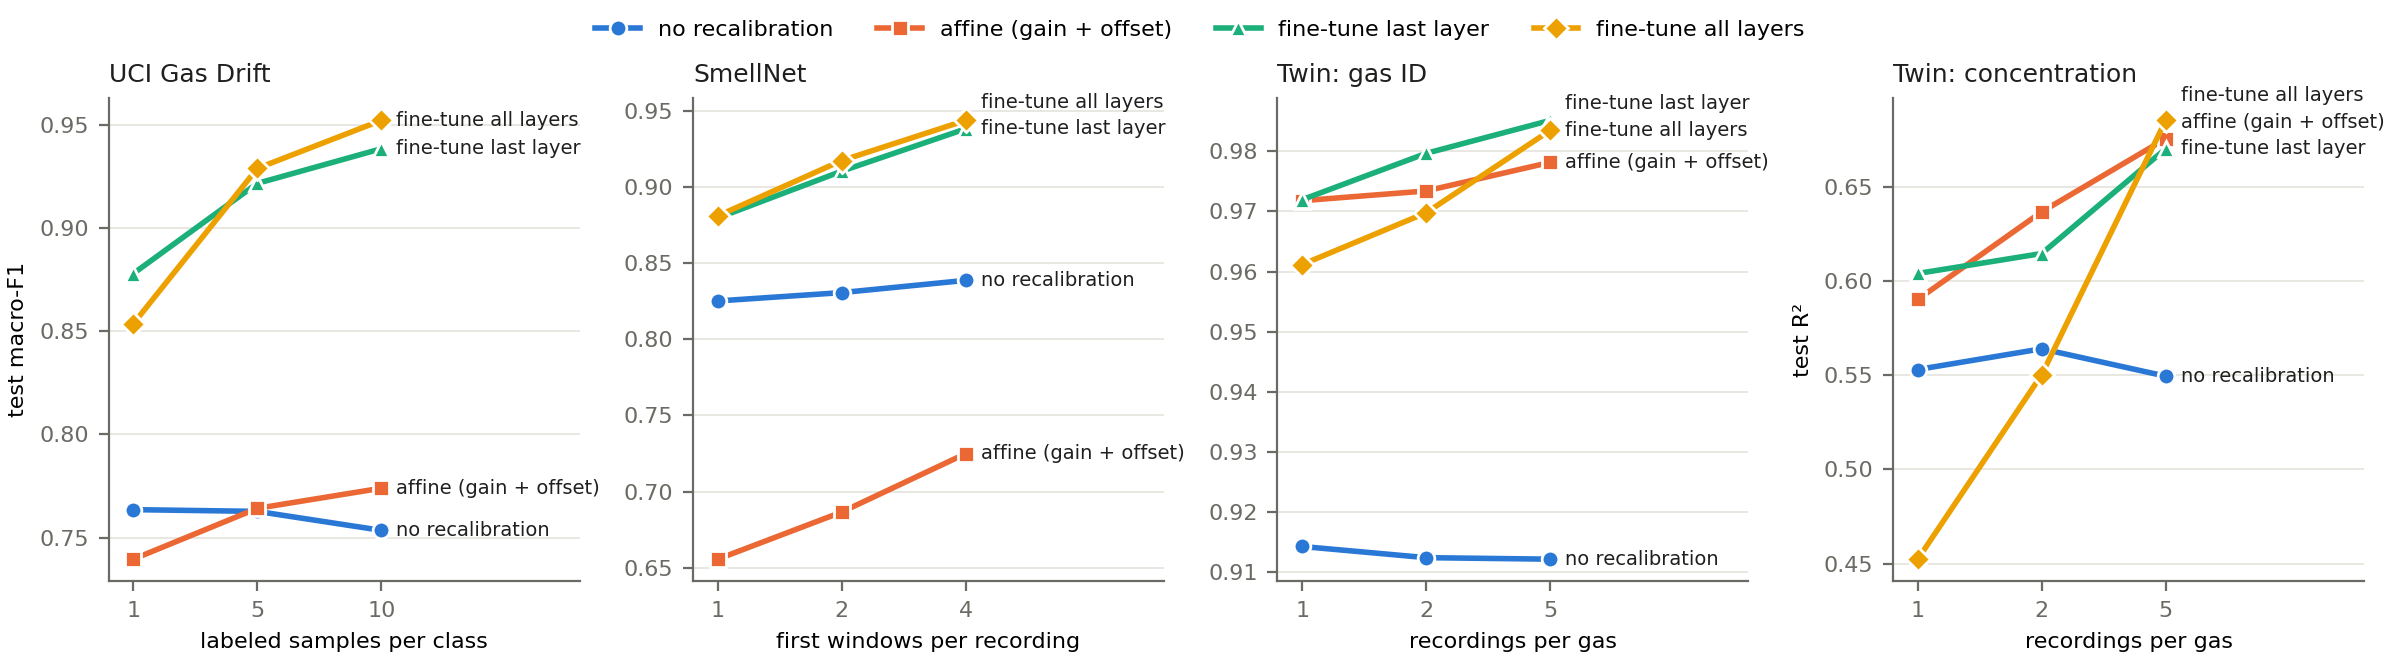 no recalibration
affine (gain + offset)
fine-tune last layer
fine-tune all layers
UCI Gas Drift
0.95
0.90
0.85
0.80
0.75
test macro-F1
fine-tune all layers
fine-tune last layer
affine (gain + offset)
no recalibration
1 5 10
labeled samples per class
SmellNet
0.95
0.90
0.85
0.80
0.75
0.70
0.65
fine-tune all layers
fine-tune last layer
no recalibration
affine (gain + offset)
1 2 4
first windows per recording
Twin: gas ID
0.98
0.97
0.96
0.95
0.94
0.93
0.92
0.91
fine-tune last layer
fine-tune all layers
affine (gain + offset)
no recalibration
1 2 5
recordings per gas
Twin: concentration
0.65
0.60
0.55
0.50
0.45
test R²
fine-tune all layers
affine (gain + offset)
fine-tune last layer
no recalibration
1 2 5
recordings per gas